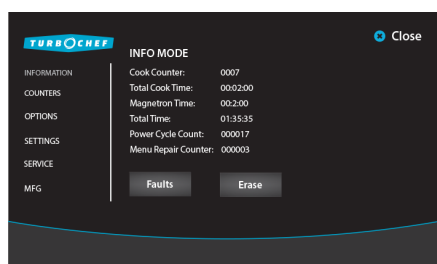 TURBOCHEF
Close
INFO MODE
INFORMATION
COUNTERS
OPTIONS
SETTINGS
SERVICE
MFG
Cook Counter: 0007
Total Cook Time: 00:02:00
Magnetron Time: 00:2:00
Total Time: 01:35:35
Power Cycle Count: 000017
Menu Repair Counter: 000003
Faults
Erase